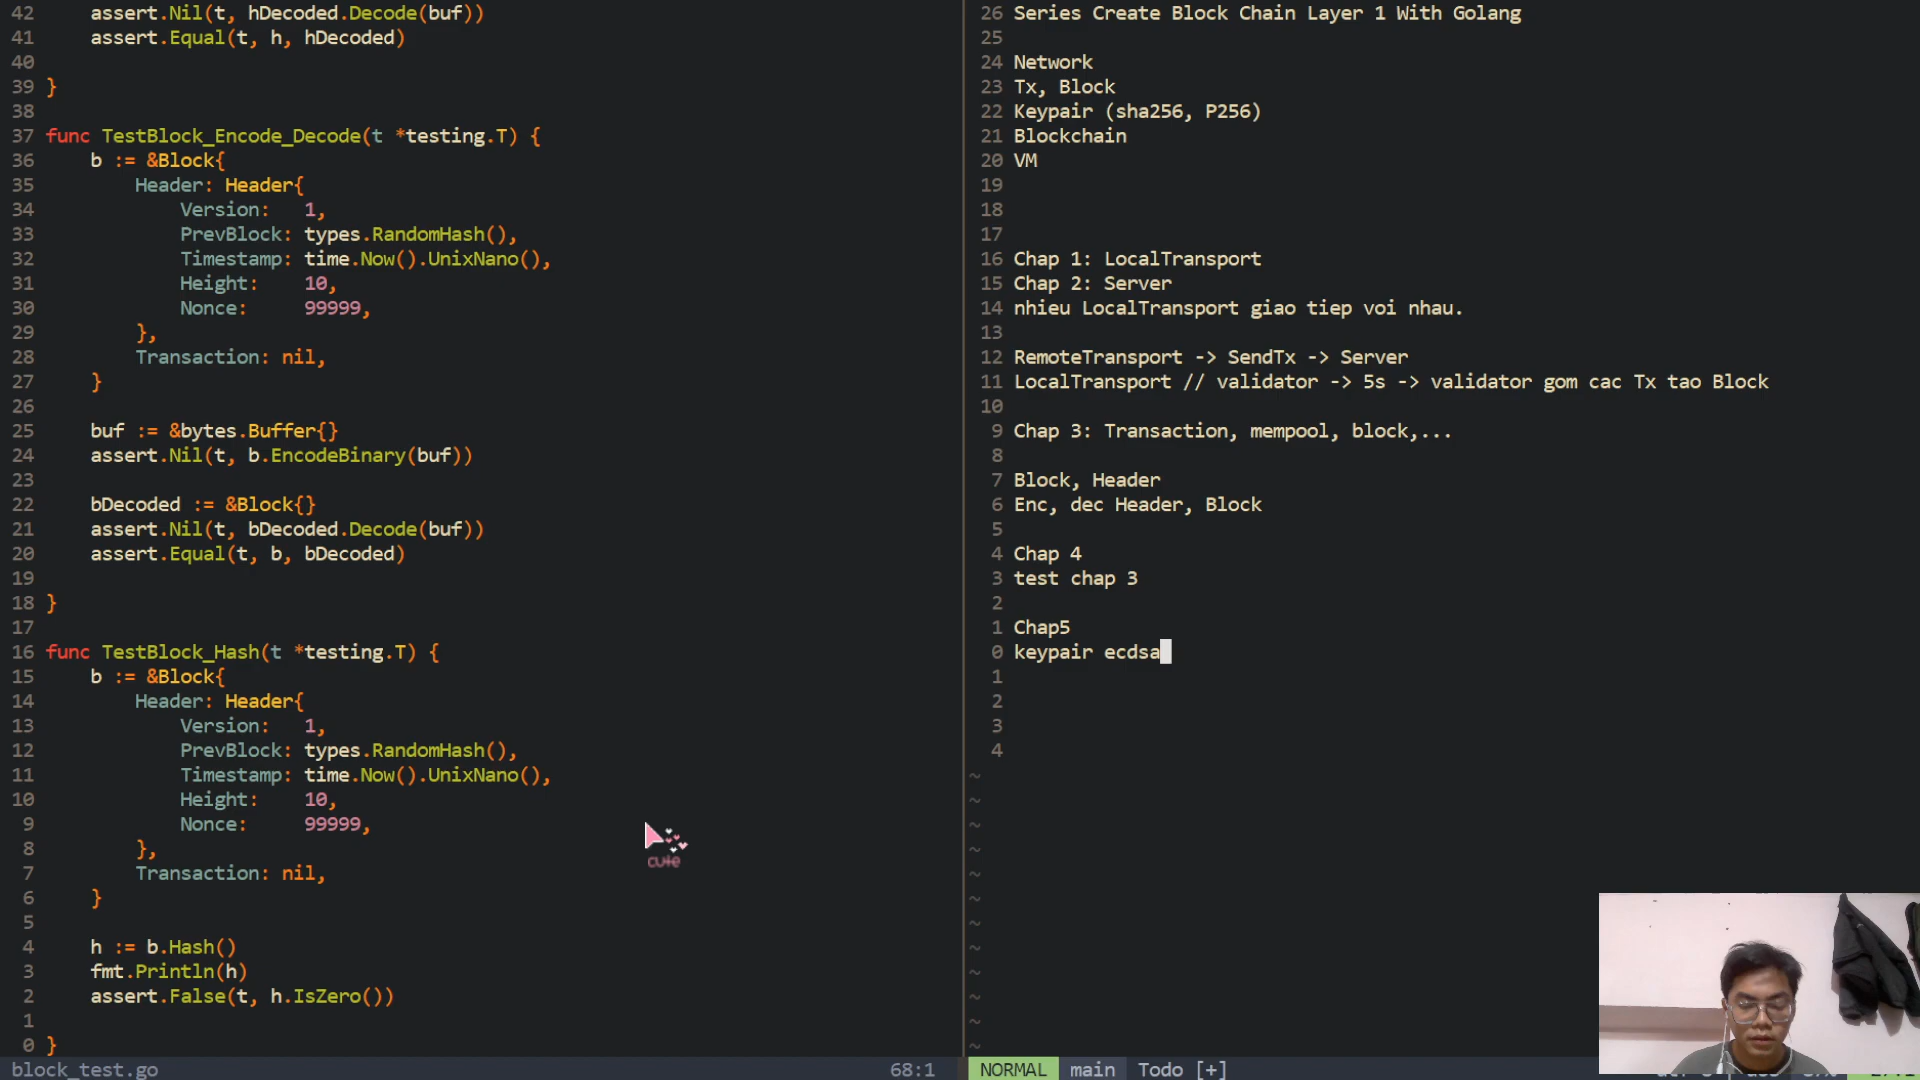 42 assert.Nil(t, hDecoded.Decode(buf))
41 assert.Equal(t, h, hDecoded)
40
39 }
38
37 func TestBlock_Encode_Decode(t *testing.T) {
36 b := &Block{
35 Header: Header{
34 Version: 1,
33 PrevBlock: types.RandomHash(),
32 Timestamp: time.Now().UnixNano(),
31 Height: 10,
30 Nonce: 99999,
29 },
28 Transaction: nil,
27 }
26
25 buf := &bytes.Buffer{}
24 assert.Nil(t, b.EncodeBinary(buf))
23
22 bDecoded := &Block{}
21 assert.Nil(t, bDecoded.Decode(buf))
20 assert.Equal(t, b, bDecoded)
19
18 }
17
16 func TestBlock_Hash(t *testing.T) {
15 b := &Block{
14 Header: Header{
13 Version: 1,
12 PrevBlock: types.RandomHash(),
11 Timestamp: time.Now().UnixNano(),
10 Height: 10,
9 Nonce: 99999,
8 },
7 Transaction: nil,
6 }
5
4 h := b.Hash()
3 fmt.Println(h)
2 assert.False(t, h.IsZero())
1
0 }
block_test.go 68:1
cute
26 Series Create Block Chain Layer 1 With Golang
25
24 Network
23 Tx, Block
22 Keypair (sha256, P256)
21 Blockchain
20 VM
19
18
17
16 Chap 1: LocalTransport
15 Chap 2: Server
14 nhieu LocalTransport giao tiep voi nhau.
13
12 RemoteTransport -> SendTx -> Server
11 LocalTransport // validator -> 5s -> validator gom cac Tx tao Block
10
9 Chap 3: Transaction, mempool, block,...
8
7 Block, Header
6 Enc, dec Header, Block
5
4 Chap 4
3 test chap 3
2
1 Chap5
0 keypair ecdsa
1
2
3
4
~
~
~
~
~
~
~
~
~
~
~
~
NORMAL main Todo [+]